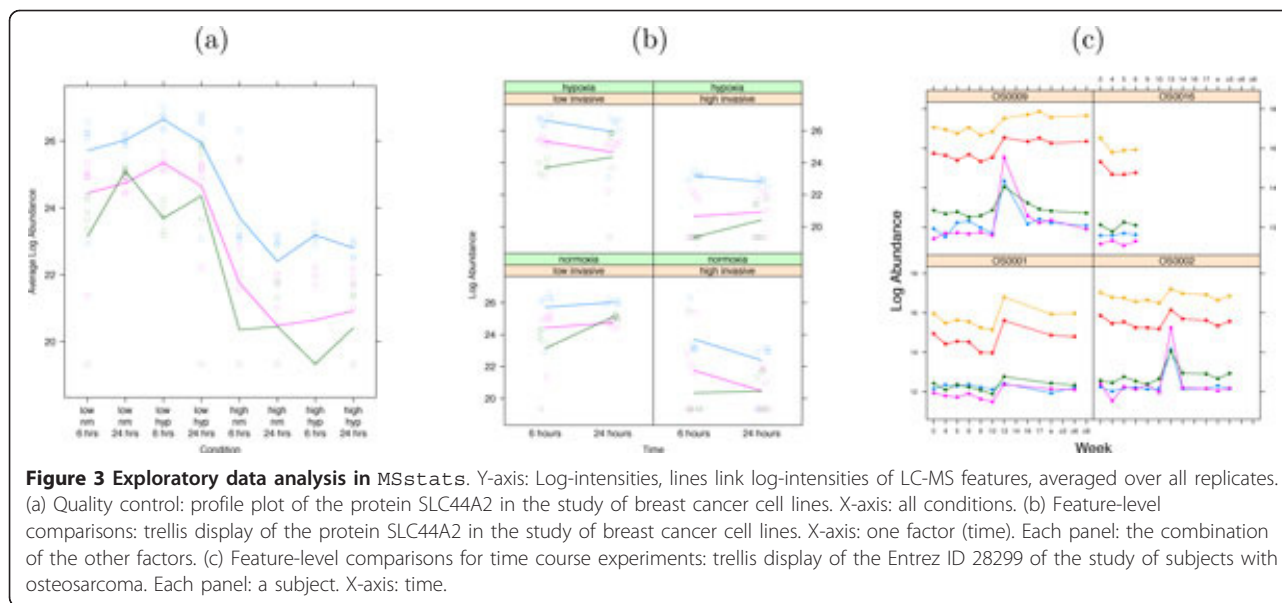 (a)
(b)
(c)
Average Log Abundance
26
24
22
20
low nm 6 hrs
low nm 24 hrs
low hyp 6 hrs
low hyp 24 hrs
high nm 6 hrs
high nm 24 hrs
high hyp 6 hrs
high hyp 24 hrs
Condition
hypoxia
low invasive
hypoxia
high invasive
26
24
22
20
Log Abundance
normoxia
low invasive
normoxia
high invasive
26
24
22
20
6 hours
24 hours
6 hours
24 hours
Time
OS0009
Log Abundance
OS0001
OS0002
Week
Figure 3 Exploratory data analysis in MSstats. Y-axis: Log-intensities, lines link log-intensities of LC-MS features, averaged over all replicates.
(a) Quality control: profile plot of the protein SLC44A2 in the study of breast cancer cell lines. X-axis: all conditions. (b) Feature-level
comparisons: trellis display of the protein SLC44A2 in the study of breast cancer cell lines. X-axis: one factor (time). Each panel: the combination
of the other factors. (c) Feature-level comparisons for time course experiments: trellis display of the Entrez ID 28299 of the study of subjects with
osteosarcoma. Each panel: a subject. X-axis: time.